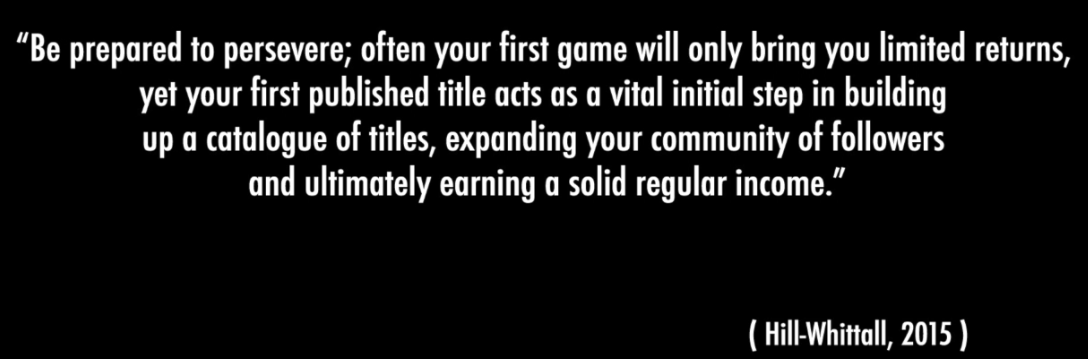 “Be prepared to persevere; often your first game will only bring you limited returns,
yet your first published title acts as a vital initial step in building
up a catalogue of titles, expanding your community of followers
and ultimately earning a solid regular income.”
( Hill-Whittall, 2015 )